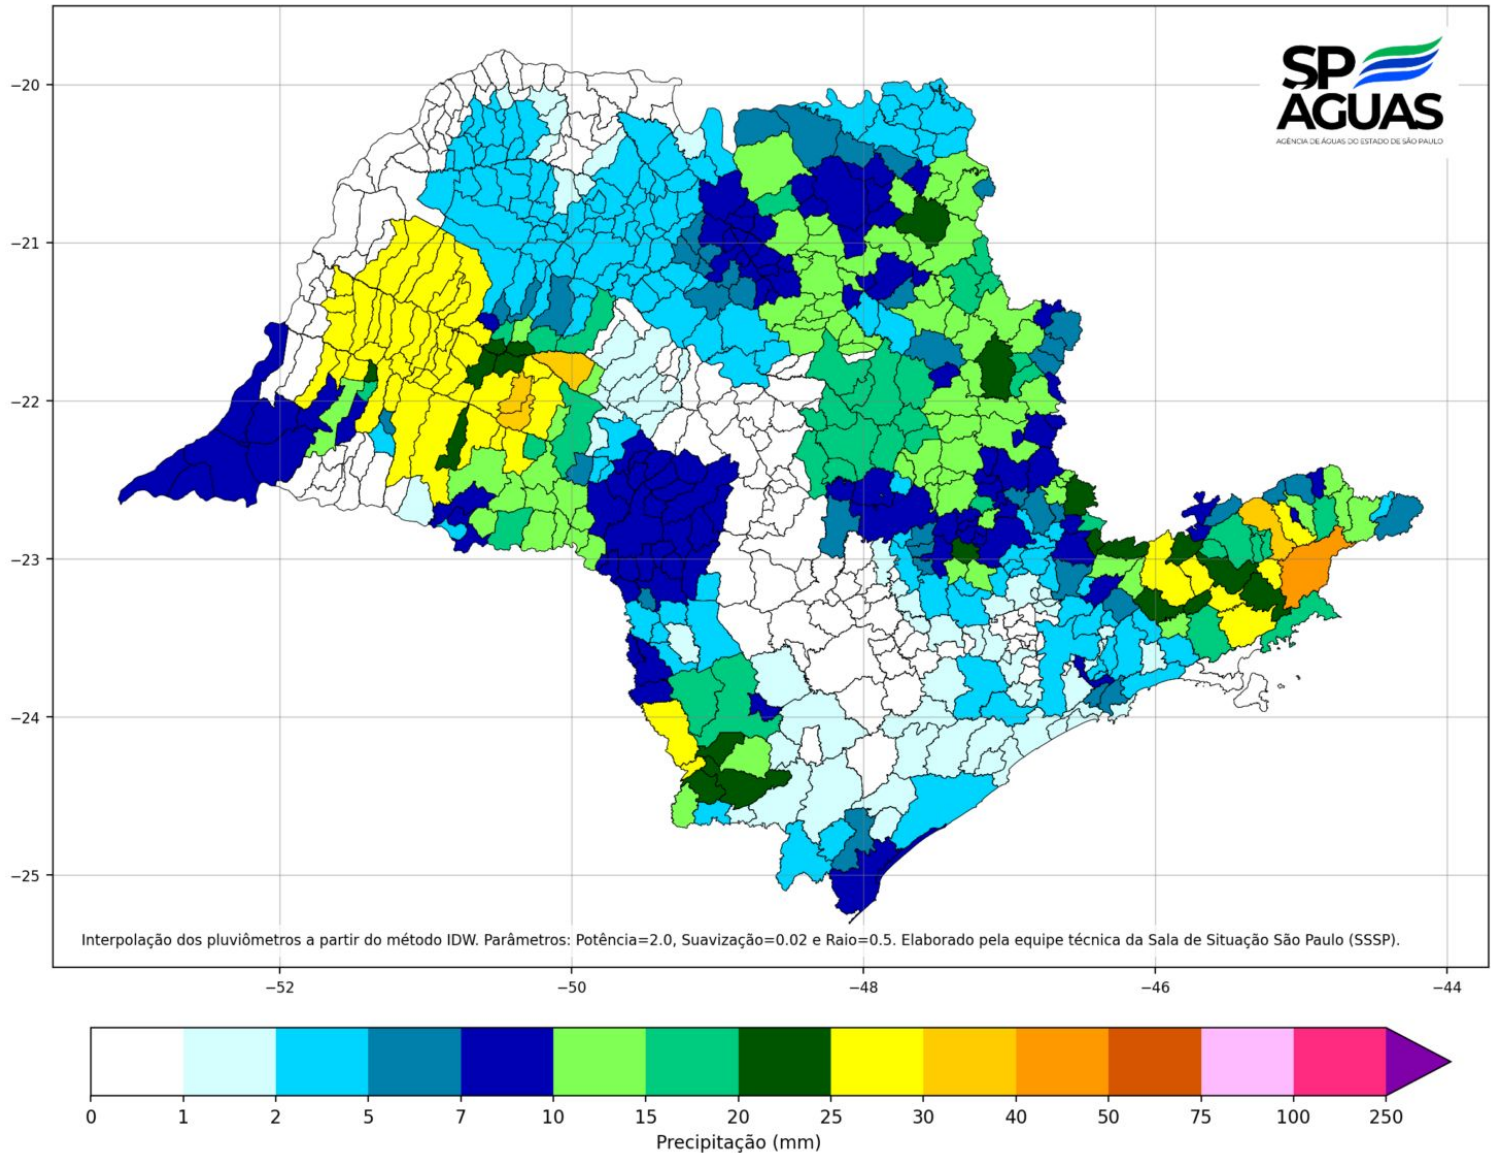 SP
ÁGUAS
AGÊNCIA DE ÁGUAS DO ESTADO DE SÃO PAULO
−20
−21
−22
−23
−24
−25
Interpolação dos pluviômetros a partir do método IDW. Parâmetros: Potência=2.0, Suavização=0.02 e Raio=0.5. Elaborado pela equipe técnica da Sala de Situação São Paulo (SSSP).
−52 −50 −48 −46 −44
0 1 2 5 7 10 15 20 25 30 40 50 75 100 250
Precipitação (mm)